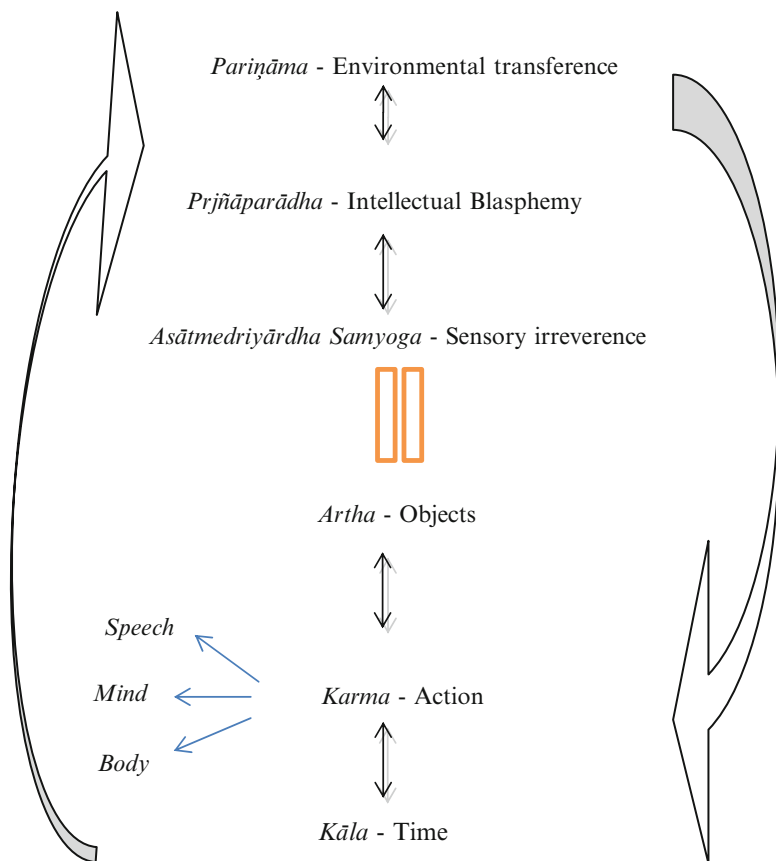 Pariṇāma - Environmental transference
Prjñāparādha - Intellectual Blasphemy
Asātmedriyārdha Samyoga - Sensory irreverence
Artha - Objects
Speech
Mind
Karma - Action
Body
Kāla - Time